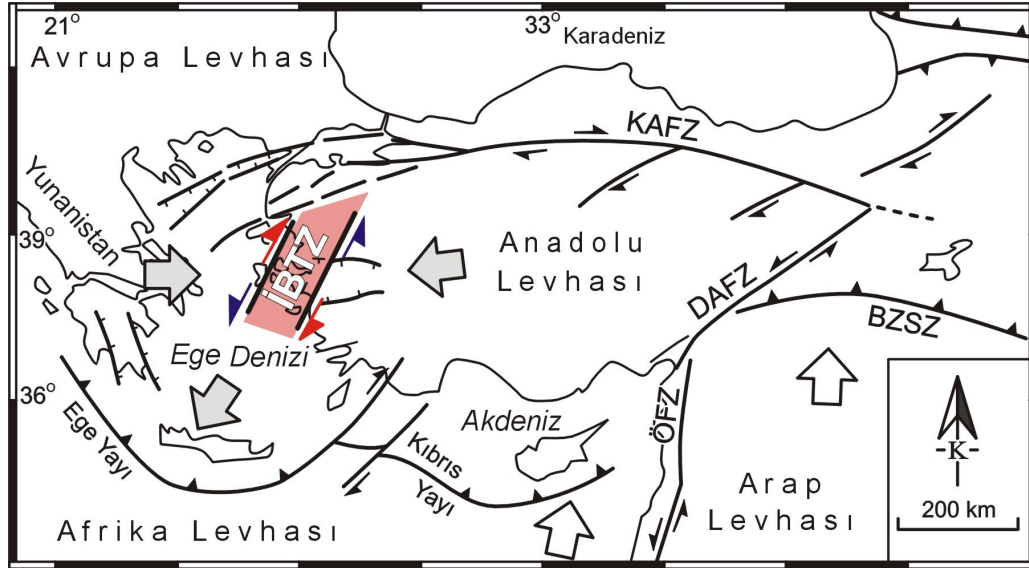 21°
33°
Karadeniz
Avrupa Levhası
KAFZ
Yunanistan
39°
İBTZ
Anadolu
Levhası
DAFZ
BZSZ
Ege Denizi
36°
Ege Yayı
Akdeniz
ÖFZ
Kıbrıs
Yayı
Arap
Levhası
Afrika Levhası
K
200 km